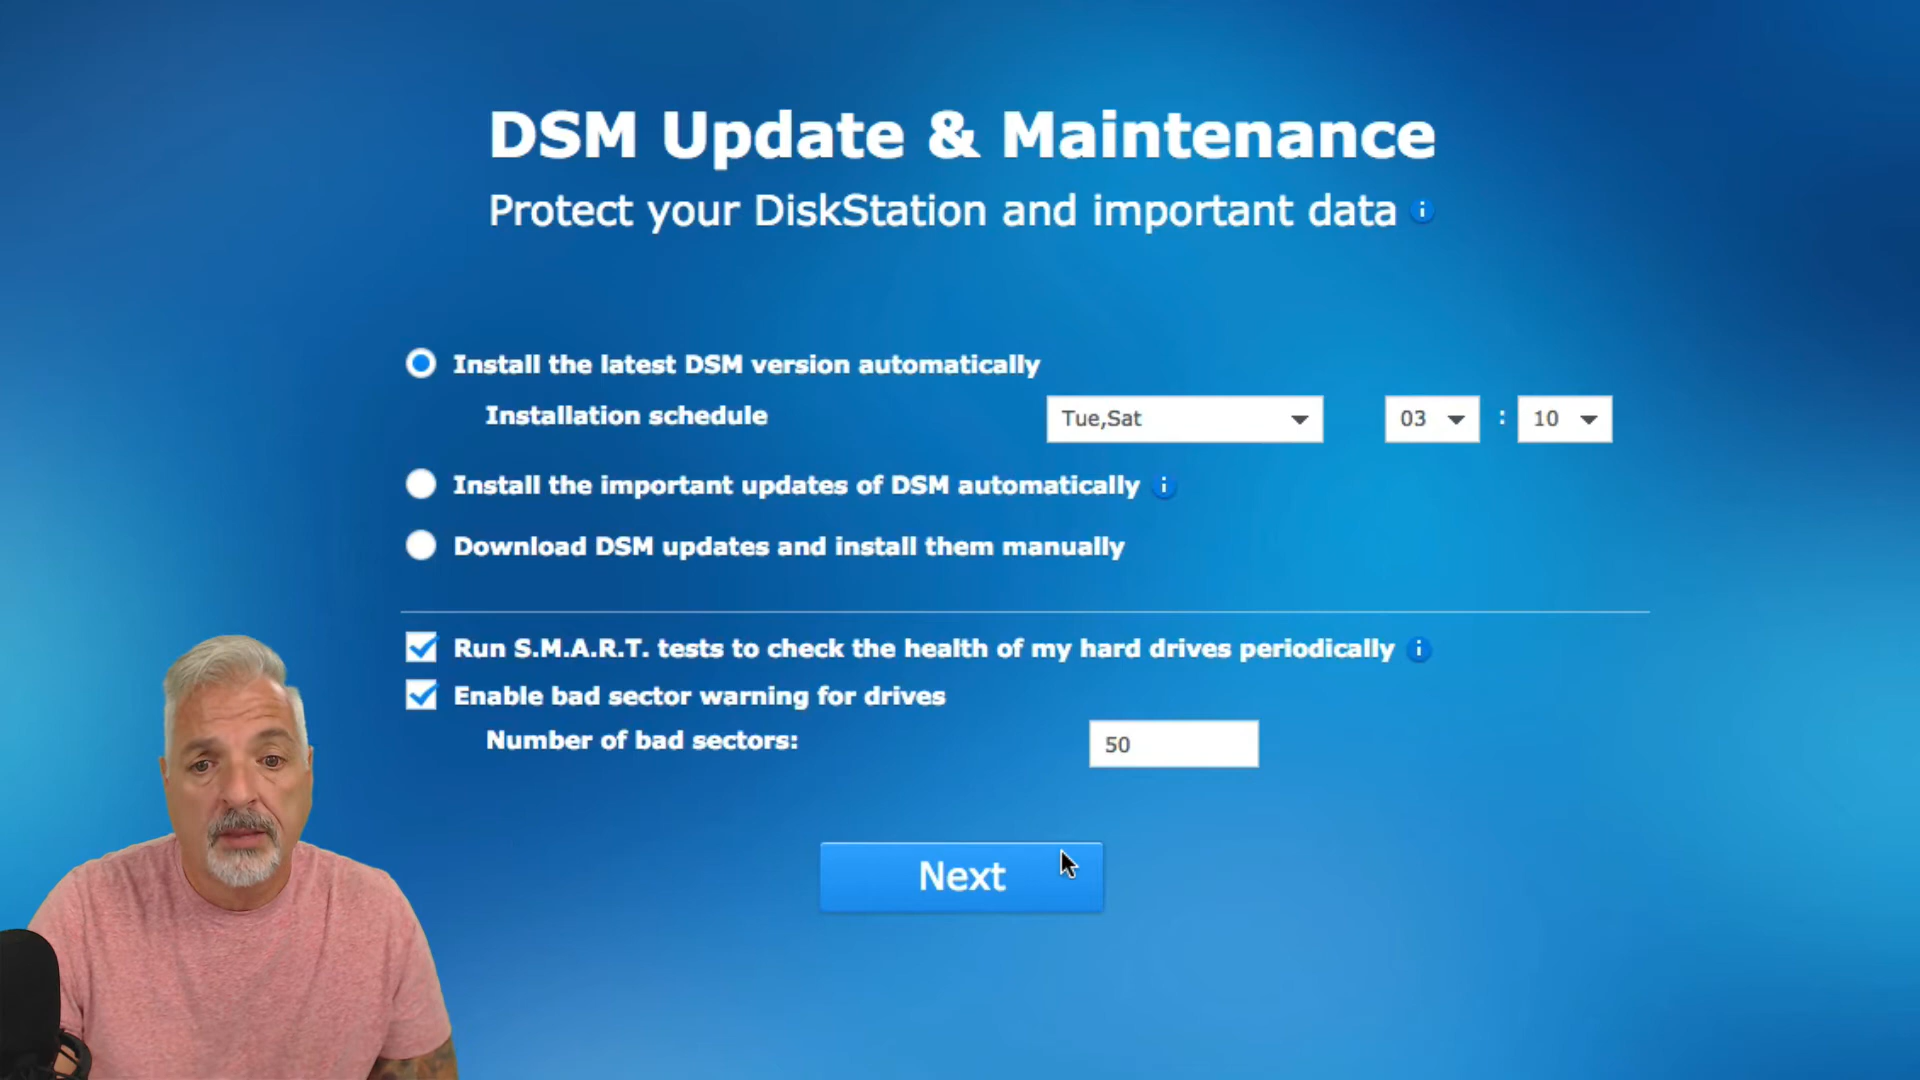 DSM Update & Maintenance
Protect your DiskStation and important data
Install the latest DSM version automatically
Installation schedule Tue,Sat 03 : 10
Install the important updates of DSM automatically
Download DSM updates and install them manually
Run S.M.A.R.T. tests to check the health of my hard drives periodically
Enable bad sector warning for drives
Number of bad sectors: 50
Next